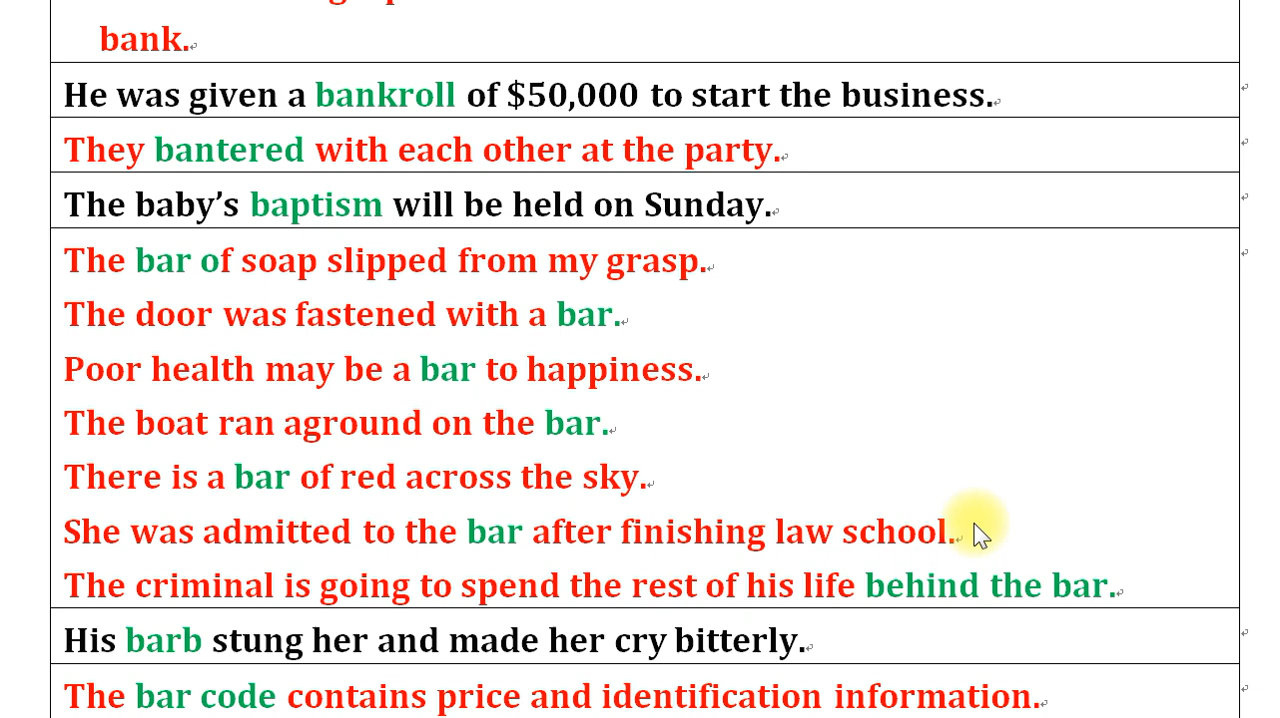 bank.
He was given a bankroll of $50,000 to start the business.
They bantered with each other at the party.
The baby’s baptism will be held on Sunday.
The bar of soap slipped from my grasp.
The door was fastened with a bar.
Poor health may be a bar to happiness.
The boat ran aground on the bar.
There is a bar of red across the sky.
She was admitted to the bar after finishing law school.
The criminal is going to spend the rest of his life behind the bar.
His barb stung her and made her cry bitterly.
The bar code contains price and identification information.